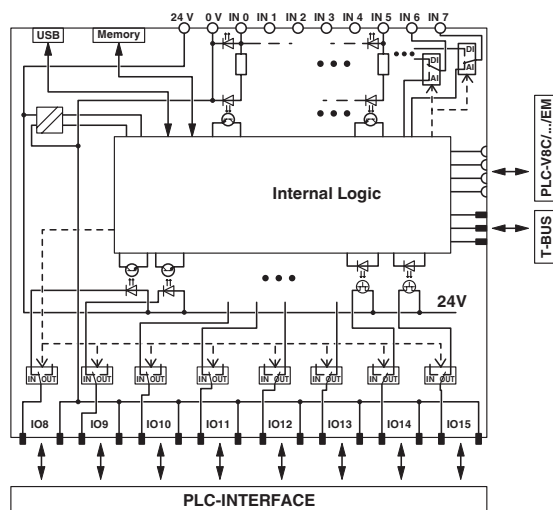 24 V 0 V IN 0 IN 1 IN 2 IN 3 IN 4 IN 5 IN 6 IN 7
USB Memory
DI
AI
DI
AI
PLC-V8C/.../EM
Internal Logic
T-BUS
24V
IN OUT IN OUT IN OUT IN OUT IN OUT IN OUT IN OUT IN OUT
IO8 IO9 IO10 IO11 IO12 IO13 IO14 IO15
PLC-INTERFACE